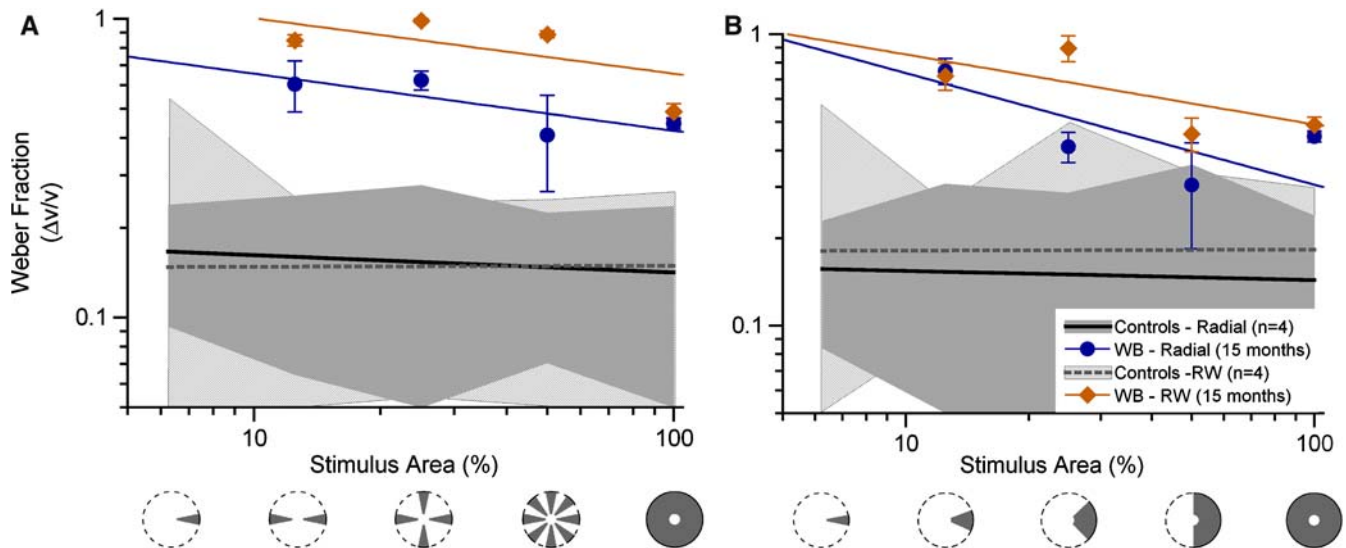 A
1
0.1
Weber Fraction
(Δv/v)
10
100
Stimulus Area (%)
B
1
0.1
Controls - Radial (n=4)
WB - Radial (15 months)
Controls -RW (n=4)
WB - RW (15 months)
10
100
Stimulus Area (%)